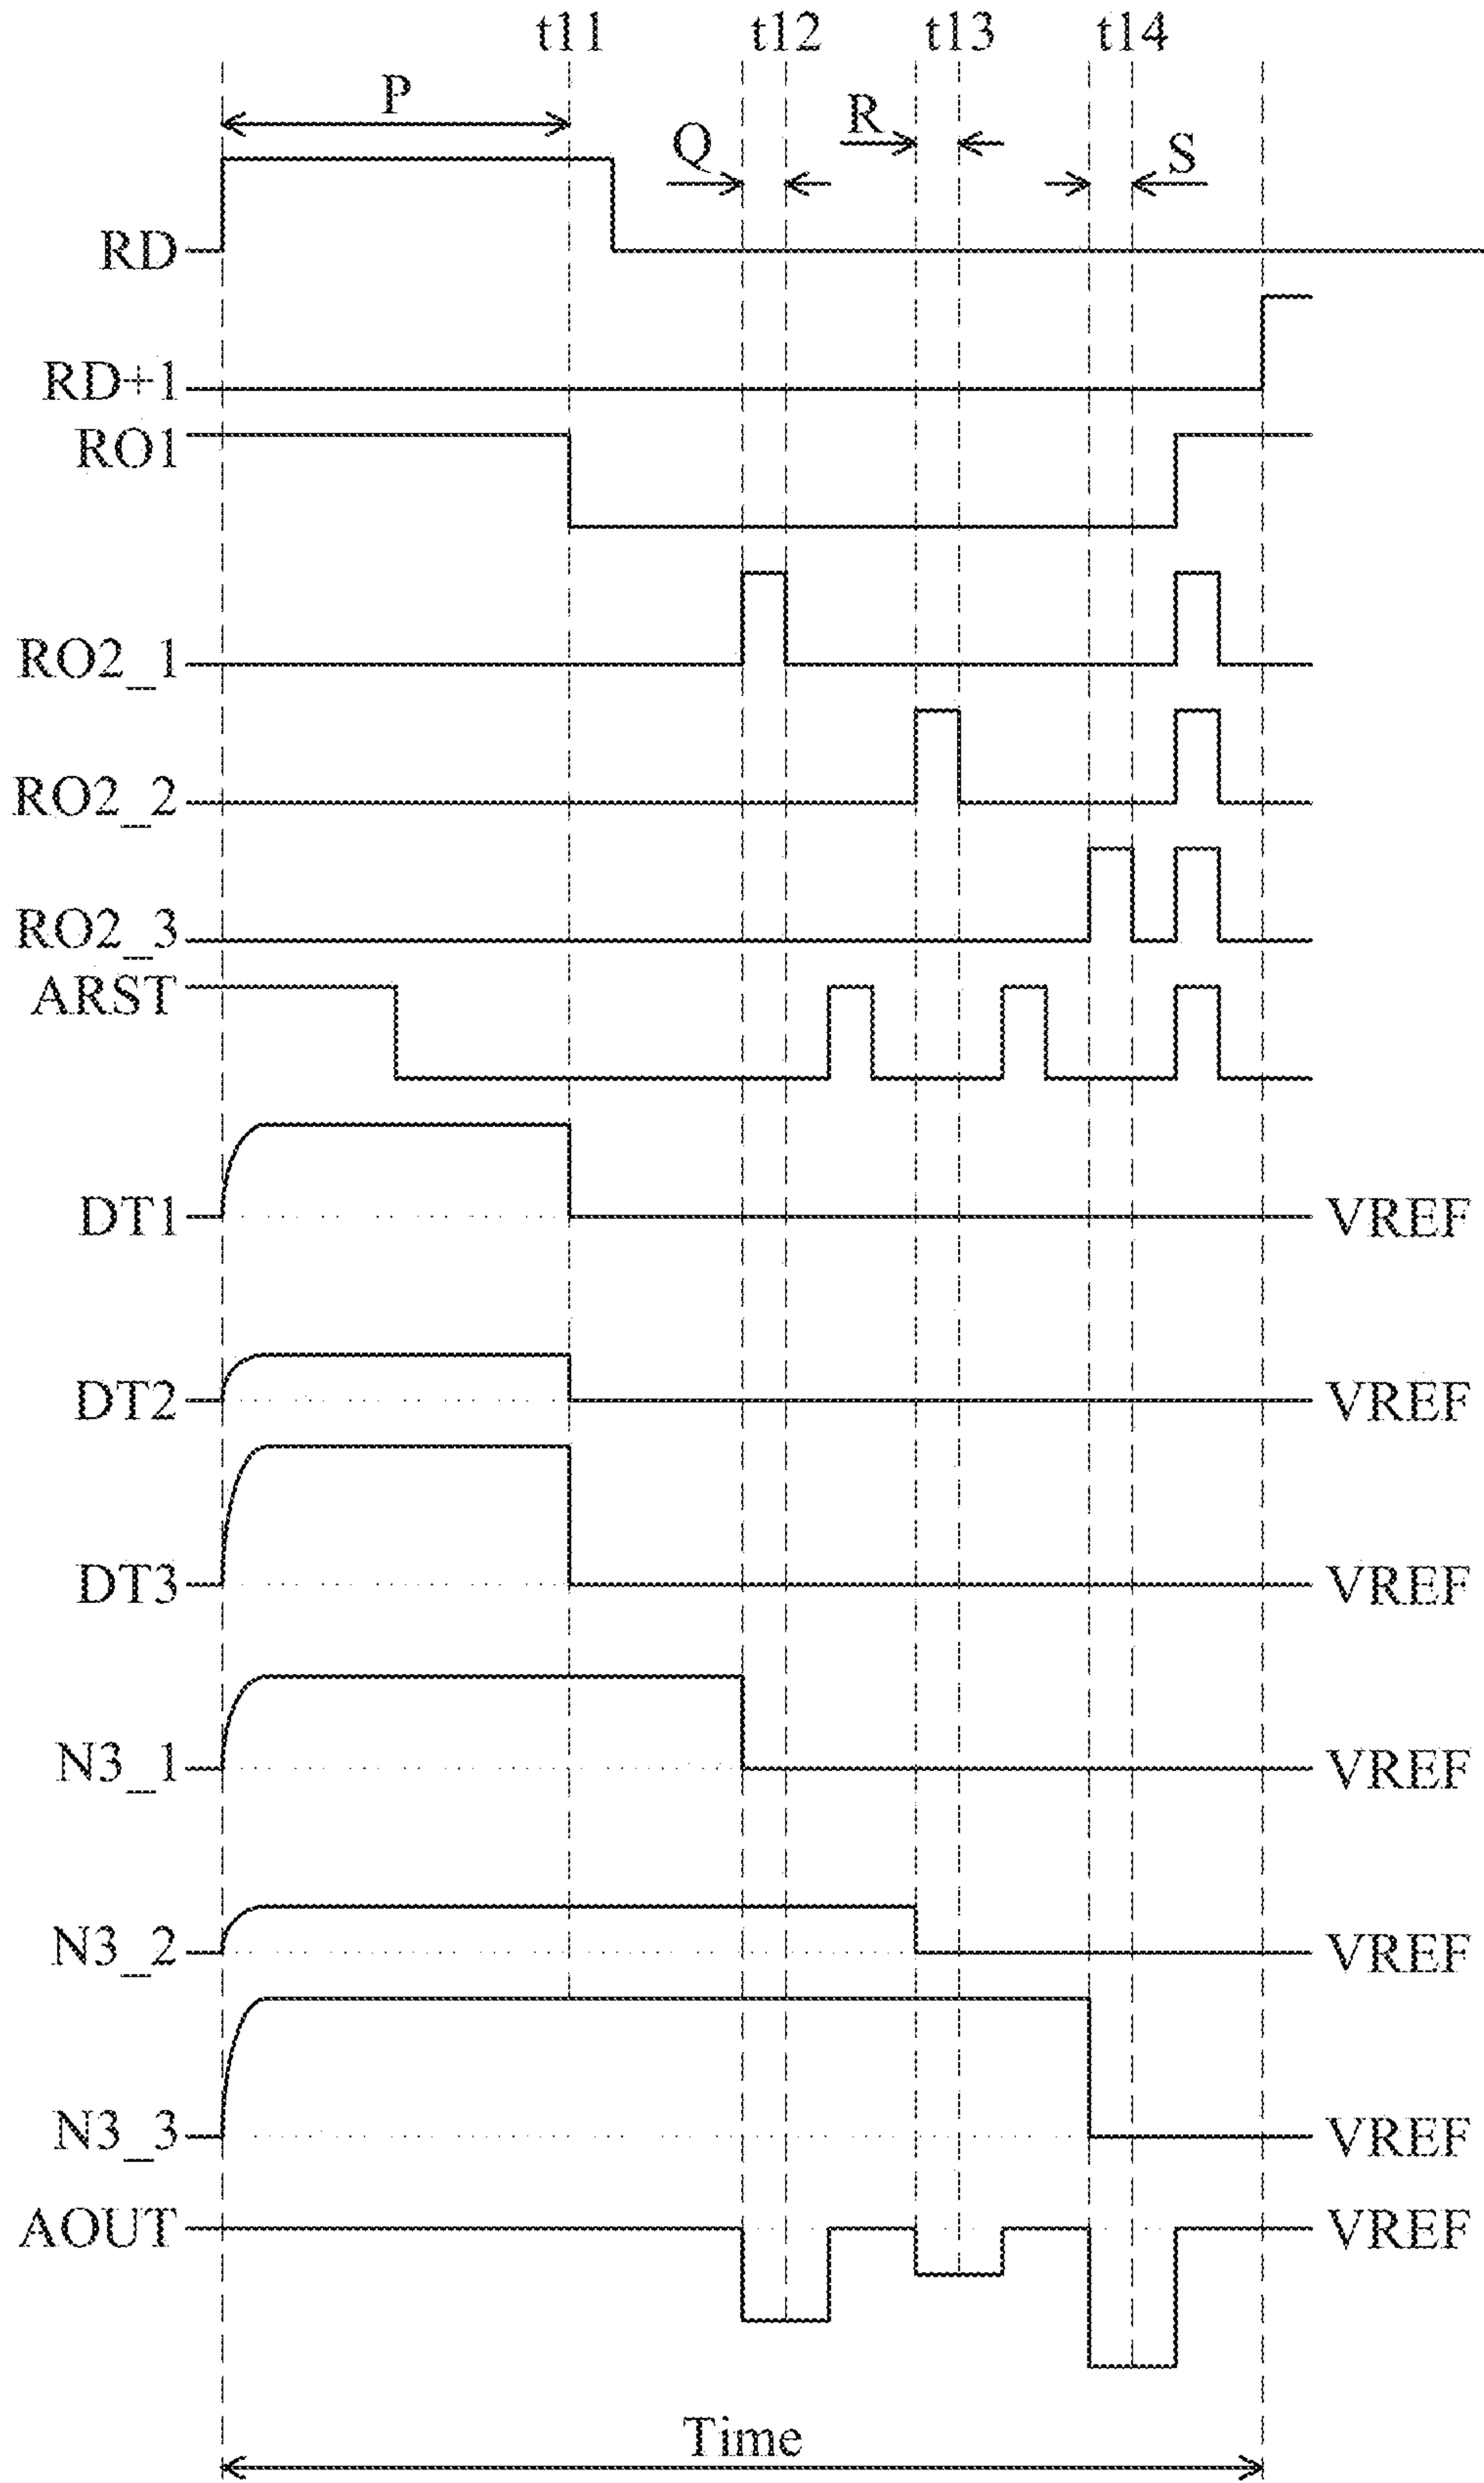 t11 t12 t13 t14
P
R
Q
S
RD
RD+1
RO1
RO2_1
RO2_2
RO2_3
ARST
DT1 VREF
DT2 VREF
DT3 VREF
N3_1 VREF
N3_2 VREF
N3_3 VREF
AOUT VREF
Time